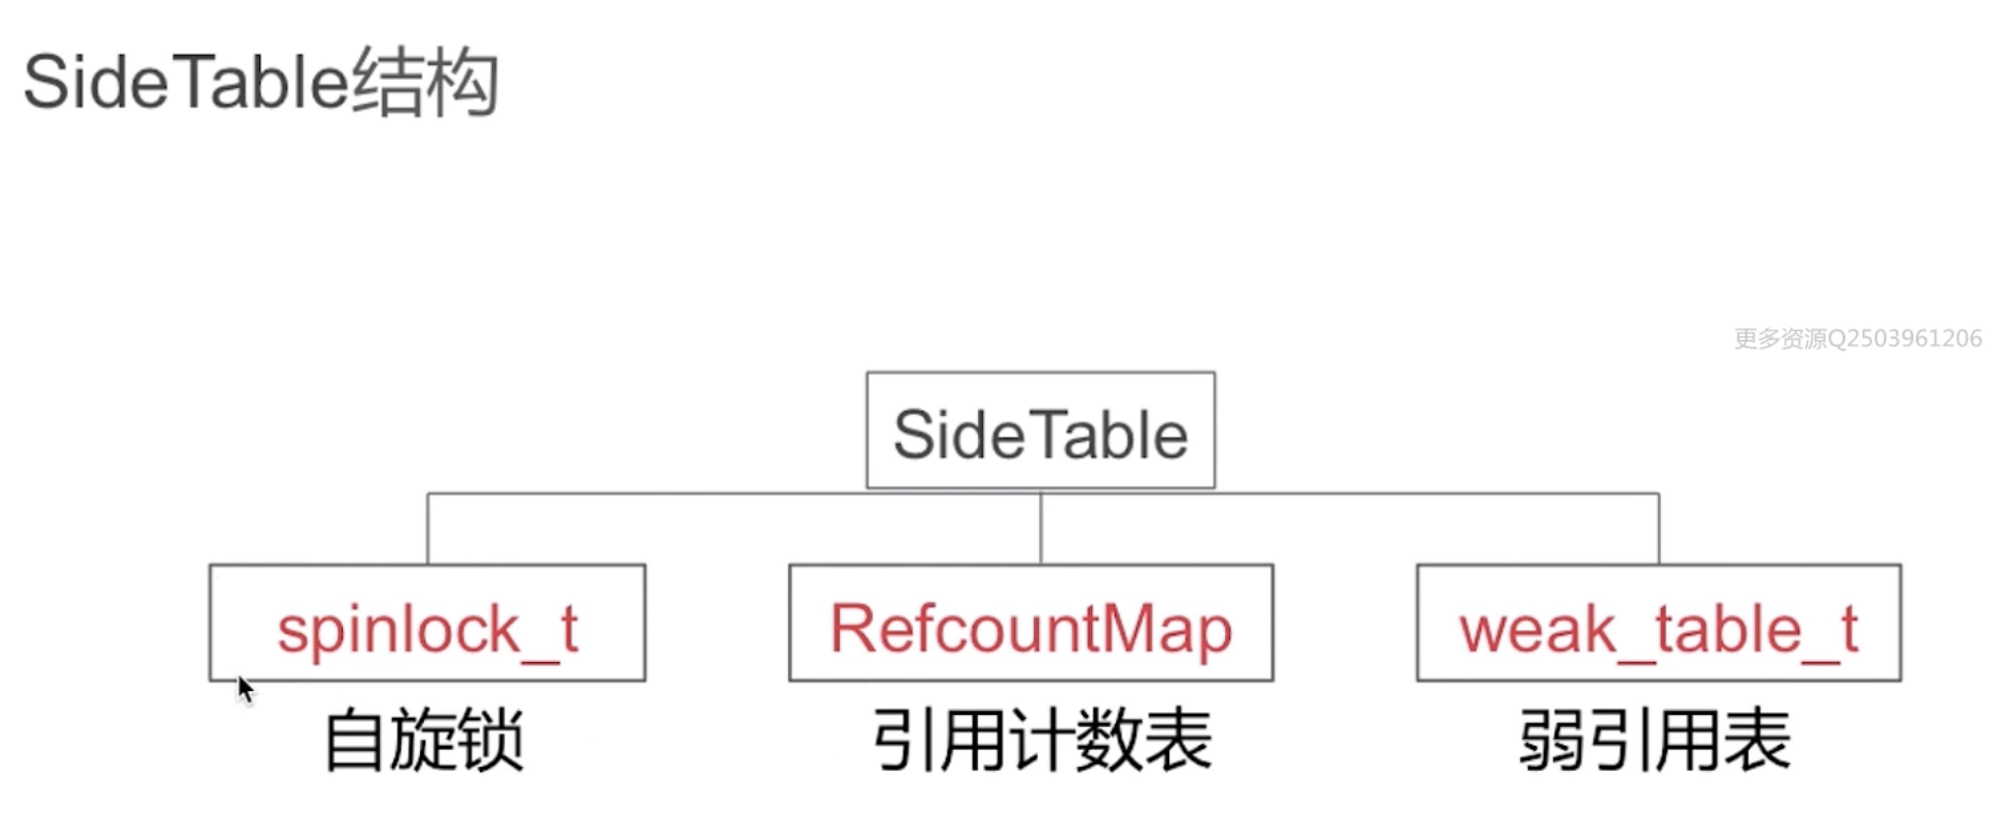 SideTable结构
更多资源Q2503961206
SideTable
spinlock_t
RefcountMap
weak_table_t
自旋锁
引用计数表
弱引用表